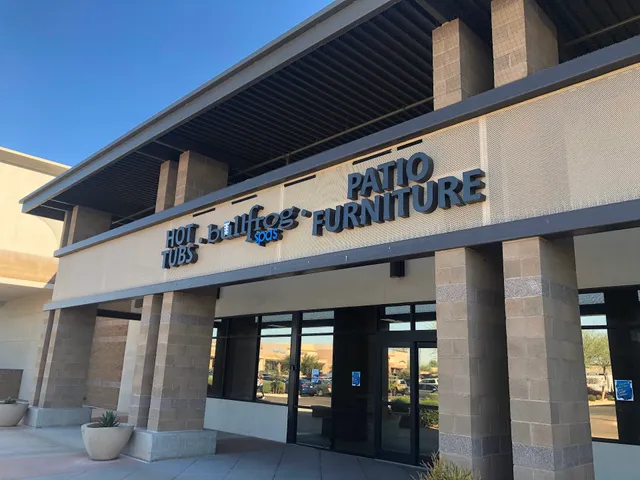 HOT
TUBS
bullfrog
spas
PATIO
FURNITURE